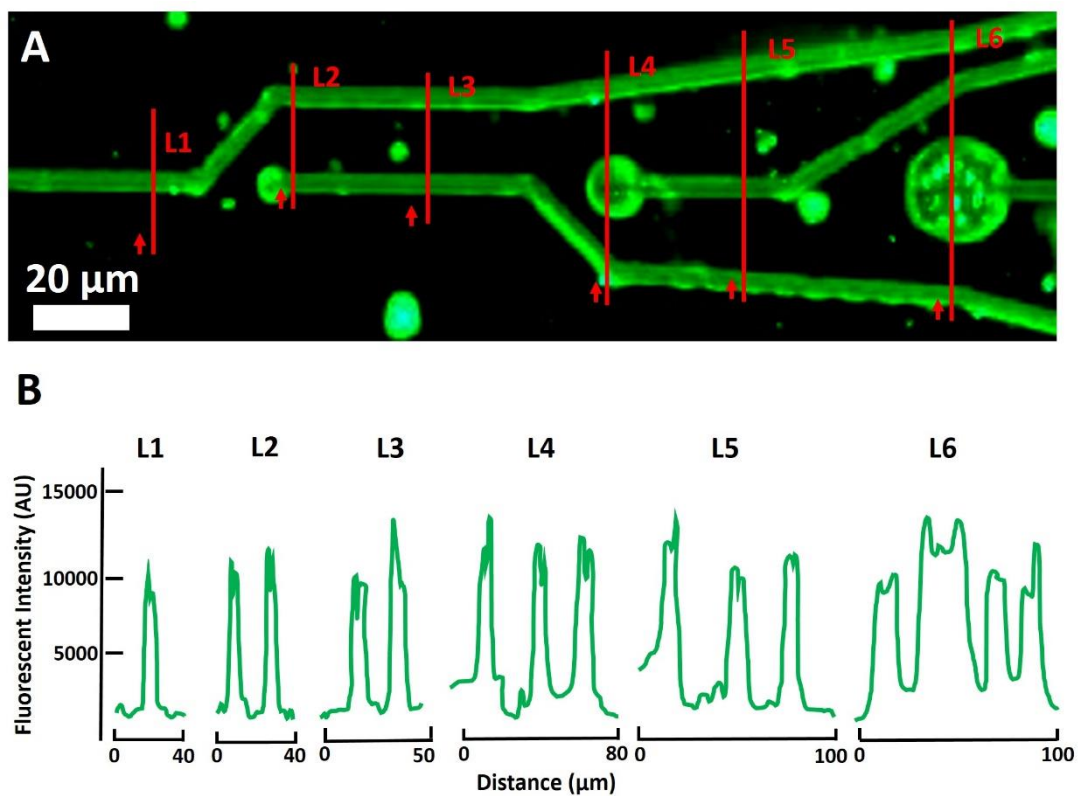 A
L1
L2
L3
L4
L5
L6
20 µm
B
L1 L2 L3 L4 L5 L6
Fluorescent Intensity (AU)
15000
10000
5000
0 40 0 40 0 50 0 80 0 100 0 100
Distance (µm)